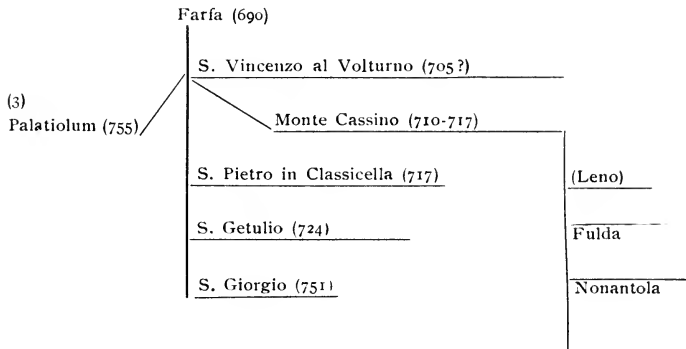 Farfa (690)
S. Vincenzo al Volturno (705?)
(3)
Palatiolum (755)
Monte Cassino (710-717)
S. Pietro in Classicella (717)
(Leno)
S. Getulio (724)
Fulda
S. Giorgio (751)
Nonantola